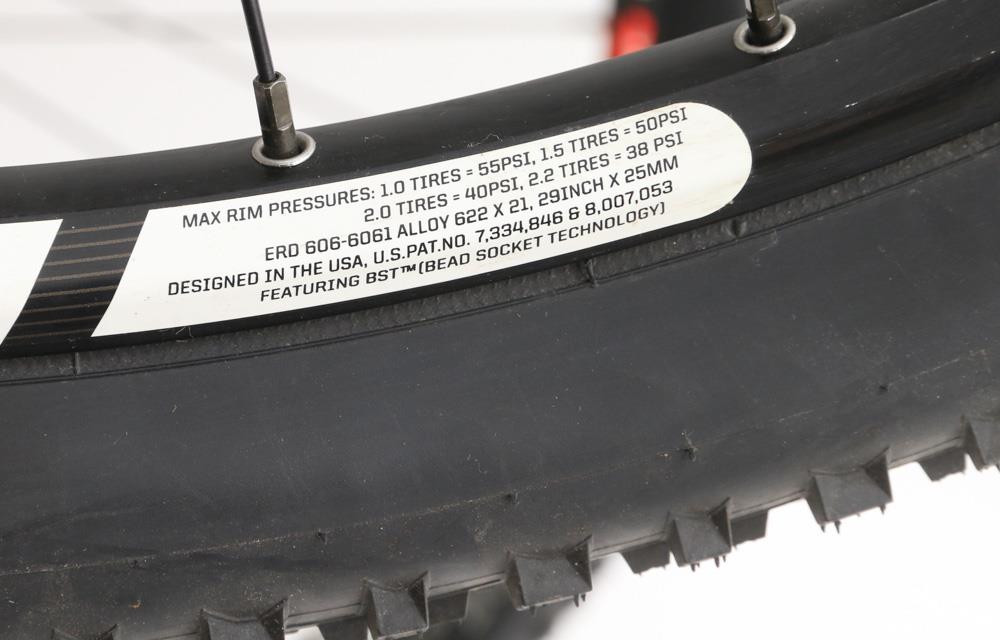 MAX RIM PRESSURES: 1.0 TIRES = 55PSI, 1.5 TIRES = 50PSI
2.0 TIRES = 40PSI, 2.2 TIRES = 38 PSI
ERD 606-6061 ALLOY 622 X 21, 29INCH X 25MM
DESIGNED IN THE USA, U.S.PAT.NO. 7,334,846 & 8,007,053
FEATURING BST™(BEAD SOCKET TECHNOLOGY)